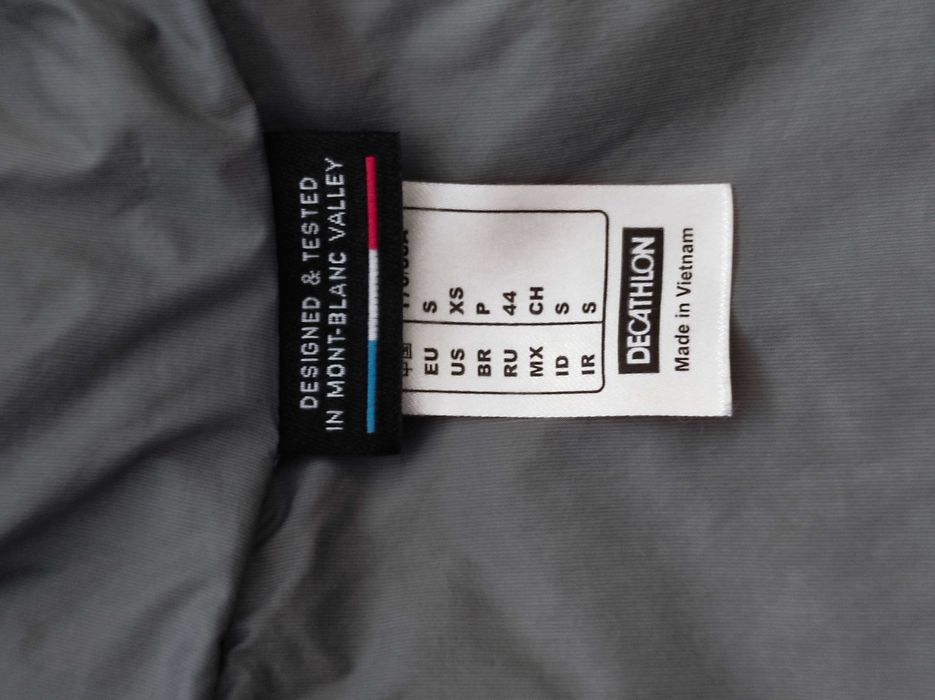 DESIGNED & TESTED
IN MONT-BLANC VALLEY
中国
EU S
US XS
BR P
RU 44
MX CH
ID S
IR S
DECATHLON
Made in Vietnam